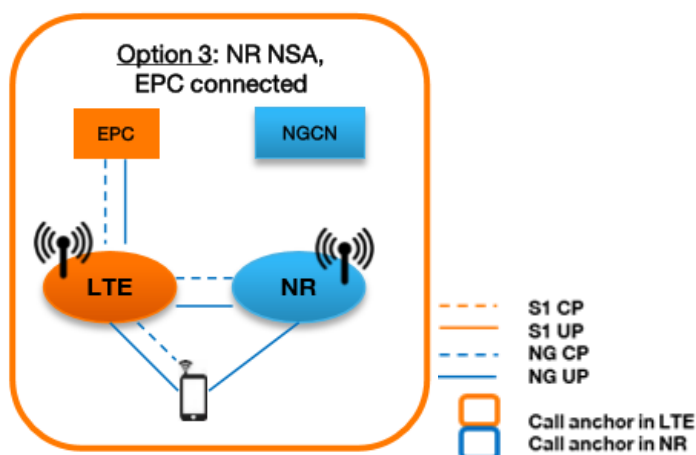 Option 3: NR NSA,
EPC connected
EPC
NGCN
LTE
NR
S1 CP
S1 UP
NG CP
NG UP
Call anchor in LTE
Call anchor in NR